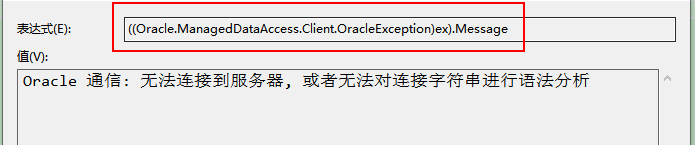 表达式(E):
((Oracle.ManagedDataAccess.Client.OracleException)ex).Message
值(V):
Oracle 通信: 无法连接到服务器, 或者无法对连接字符串进行语法分析